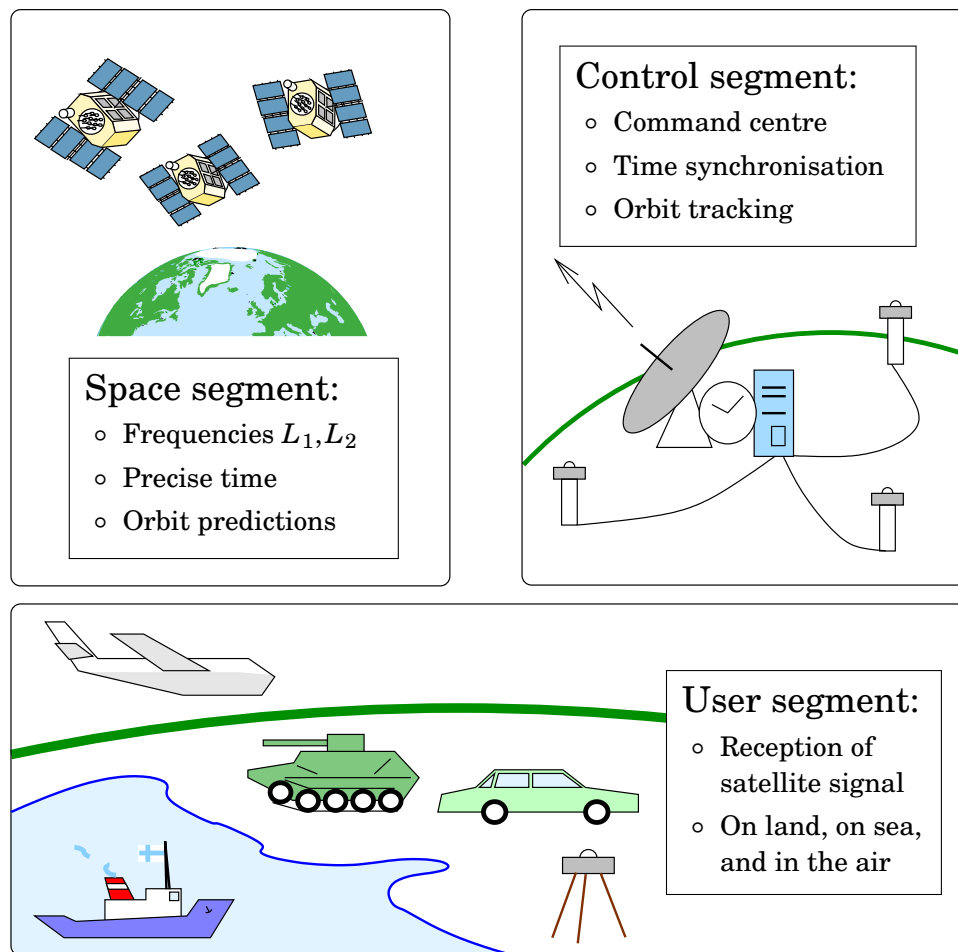 Space segment:
Frequencies L₁,L₂
Precise time
Orbit predictions
Control segment:
Command centre
Time synchronisation
Orbit tracking
User segment:
Reception of
satellite signal
On land, on sea,
and in the air